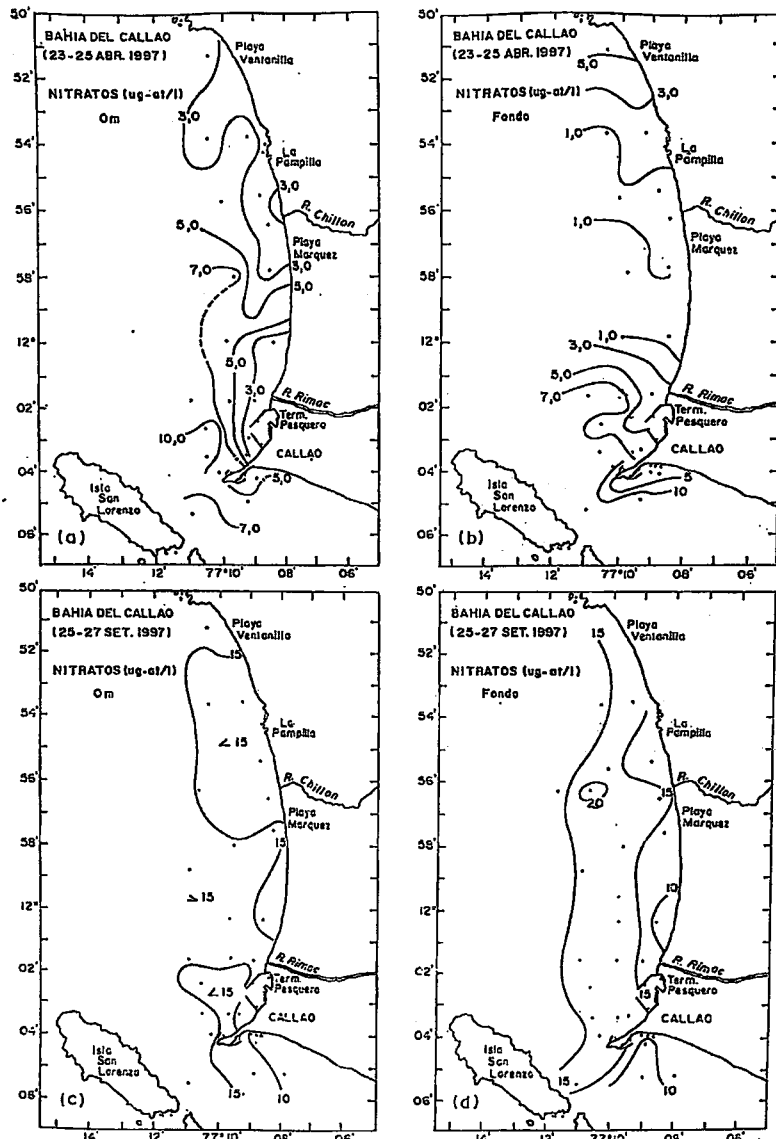 50'
BAHIA DEL CALLAO
(23-25 ABR. 1997)
Playa
Ventanilla
52'
NITRATOS (ug-at/l)
0m
3,0
54'
La
Pampilla
3,0
R. Chillon
56'
5,0
Playa
Marquez
7,0
3,0
58'
5,0
12°
5,0
3,0
R. Rimac
02'
Term.
Pesquero
10,0
CALLAO
04'
5,0
Isla
San
Lorenzo
7,0
(a)
06'
14'
12'
77°10'
08'
06'
50'
BAHIA DEL CALLAO
(23-25 ABR. 1997)
Playa
Ventanilla
5,0
52'
NITRATOS (ug-at/l)
Fondo
3,0
1,0
54'
La
Pampilla
56'
R. Chillon
1,0
Playa
Marquez
58'
12°
1,0
3,0
5,0
R. Rimac
7,0
02'
Term.
Pesquero
CALLAO
04'
5
10
Isla
San
Lorenzo
(b)
06'
14'
12'
77°10'
08'
06'
50'
BAHIA DEL CALLAO
(25-27 SET. 1997)
Playa
Ventanilla
15
52'
NITRATOS (ug-at/l)
0m
54'
La
Pampilla
< 15
56'
R. Chillon
Playa
Marquez
58'
15
> 15
12°
R. Rimac
02'
Term.
Pesquero
< 15
CALLAO
04'
Isla
San
Lorenzo
15
10
(c)
08'
14'
12'
77°10'
08'
06'
50'
BAHIA DEL CALLAO
(25-27 SET. 1997)
15
Playa
Ventanilla
52'
NITRATOS (ug-at/l)
Fondo
54'
La
Pampilla
56'
R. Chillon
15
20
Playa
Marquez
58'
10
12°
R. Rimac
02'
Term.
Pesquero
15
CALLAO
04'
Isla
San
Lorenzo
15
10
(d)
06'
14'
12'
77°10'
08'
06'